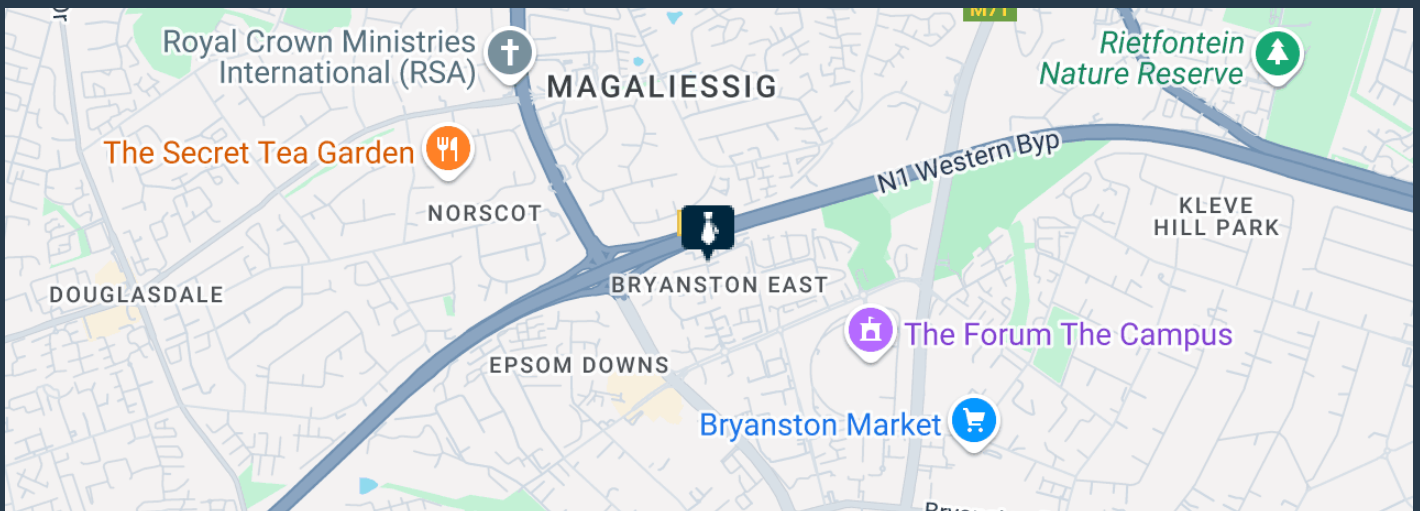 M71
Royal Crown Ministries
International (RSA)
MAGALIESSIG
Rietfontein
Nature Reserve
The Secret Tea Garden
N1 Western Byp
NORSCOT
KLEVE
HILL PARK
BRYANSTON EAST
DOUGLASDALE
The Forum The Campus
EPSOM DOWNS
Bryanston Market